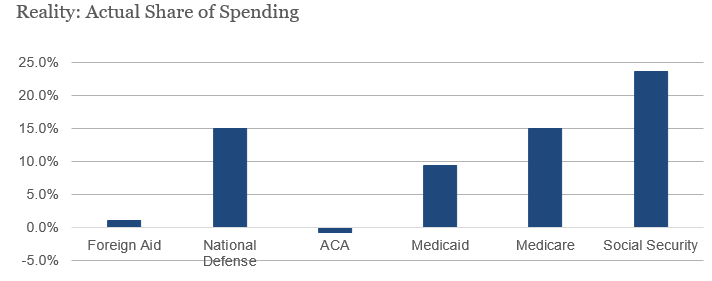 Reality: Actual Share of Spending
25.0%
20.0%
15.0%
10.0%
5.0%
0.0%
-5.0%
Foreign Aid
National
Defense
ACA
Medicaid
Medicare
Social Security